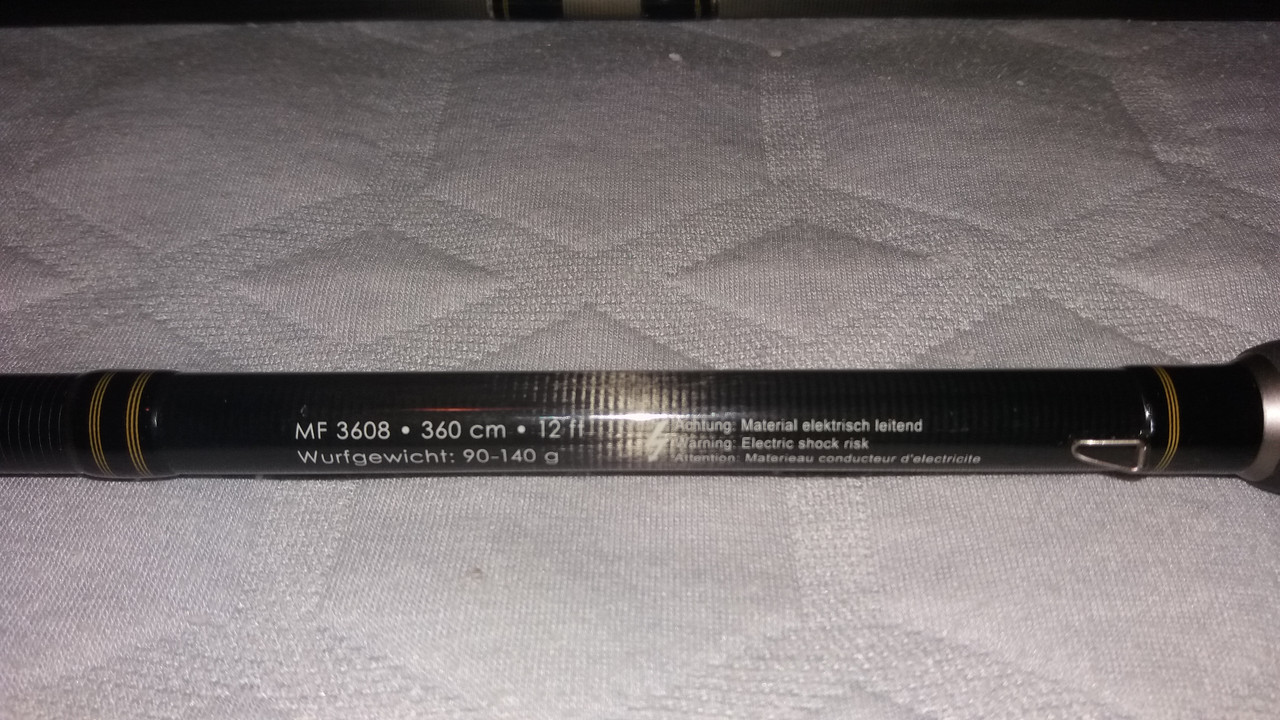 MF 3608 • 360 cm • 12 ft
Wurfgewicht: 90-140 g
Achtung: Material elektrisch leitend
Warning: Electric shock risk
Attention: Materieau conducteur d'electricite